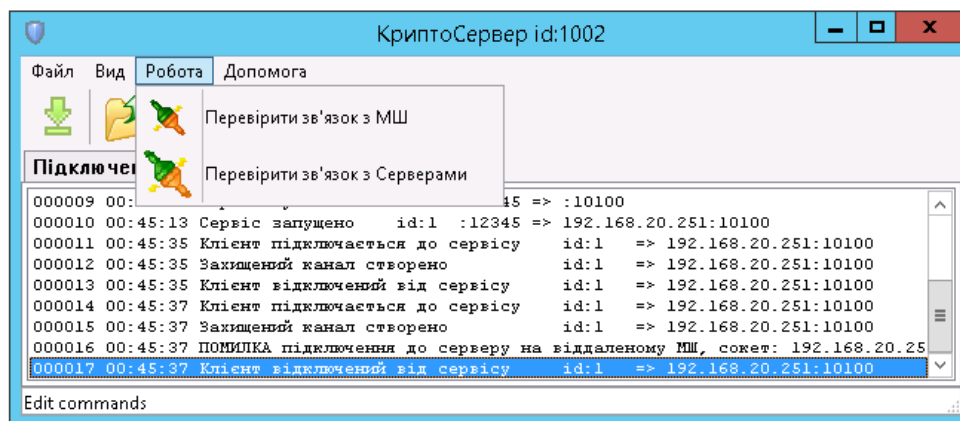 КриптоСервер id:1002
Файл Вид Робота Допомога
Перевірити зв'язок з МШ
Перевірити зв'язок з Серверами
000009 00: => :10100
000010 00:45:13 Сервіс запущено id:1 :12345 => 192.168.20.251:10100
000011 00:45:35 Клієнт підключається до сервісу id:1 => 192.168.20.251:10100
000012 00:45:35 Захищений канал створено id:1 => 192.168.20.251:10100
000013 00:45:35 Клієнт відключений від сервісу id:1 => 192.168.20.251:10100
000014 00:45:37 Клієнт підключається до сервісу id:1 => 192.168.20.251:10100
000015 00:45:37 Захищений канал створено id:1 => 192.168.20.251:10100
000016 00:45:37 ПОМИЛКА підключення до серверу на віддаленому МШ, сокет: 192.168.20.25
000017 00:45:37 Клієнт відключений від сервісу id:1 => 192.168.20.251:10100
Edit commands